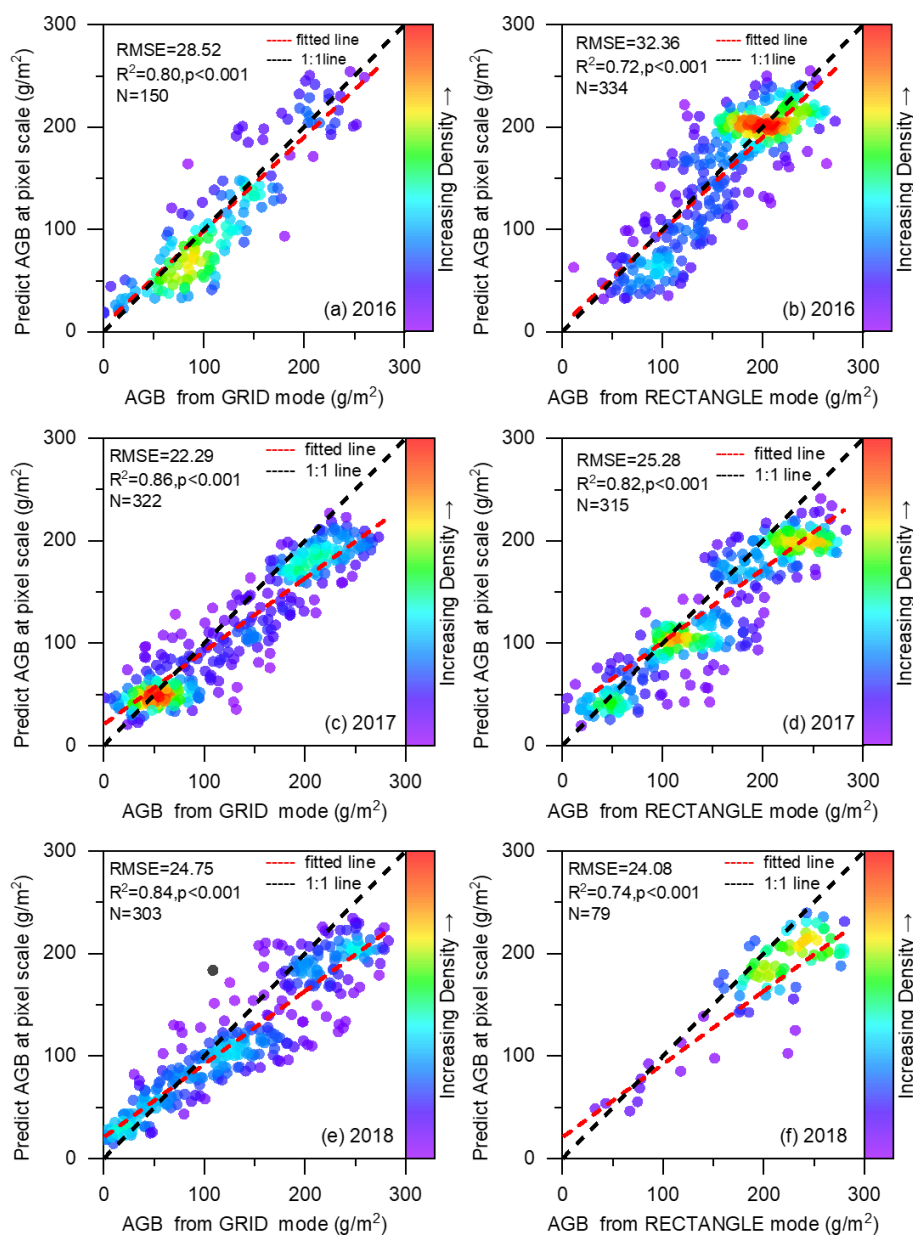 Predict AGB at pixel scale (g/m²)
300
200
100
0
RMSE=28.52
R²=0.80,p<0.001
N=150
fitted line
1:1line
(a) 2016
0 100 200 300
AGB from GRID mode (g/m²)
Increasing Density →
Predict AGB at pixel scale (g/m²)
300
200
100
0
RMSE=32.36
R²=0.72,p<0.001
N=334
fitted line
1:1line
(b) 2016
0 100 200 300
AGB from RECTANGLE mode (g/m²)
Increasing Density →
Predict AGB at pixel scale (g/m²)
300
200
100
0
RMSE=22.29
R²=0.86,p<0.001
N=322
fitted line
1:1 line
(c) 2017
0 100 200 300
AGB from GRID mode (g/m²)
Increasing Density →
Predict AGB at pixel scale (g/m²)
300
200
100
0
RMSE=25.28
R²=0.82,p<0.001
N=315
fitted line
1:1 line
(d) 2017
0 100 200 300
AGB from RECTANGLE mode (g/m²)
Increasing Density →
Predict AGB at pixel scale (g/m²)
300
200
100
0
RMSE=24.75
R²=0.84,p<0.001
N=303
fitted line
1:1 line
(e) 2018
0 100 200 300
AGB from GRID mode (g/m²)
Increasing Density →
Predict AGB at pixel scale (g/m²)
300
200
100
0
RMSE=24.08
R²=0.74,p<0.001
N=79
fitted line
1:1 line
(f) 2018
0 100 200 300
AGB from RECTANGLE mode (g/m²)
Increasing Density →